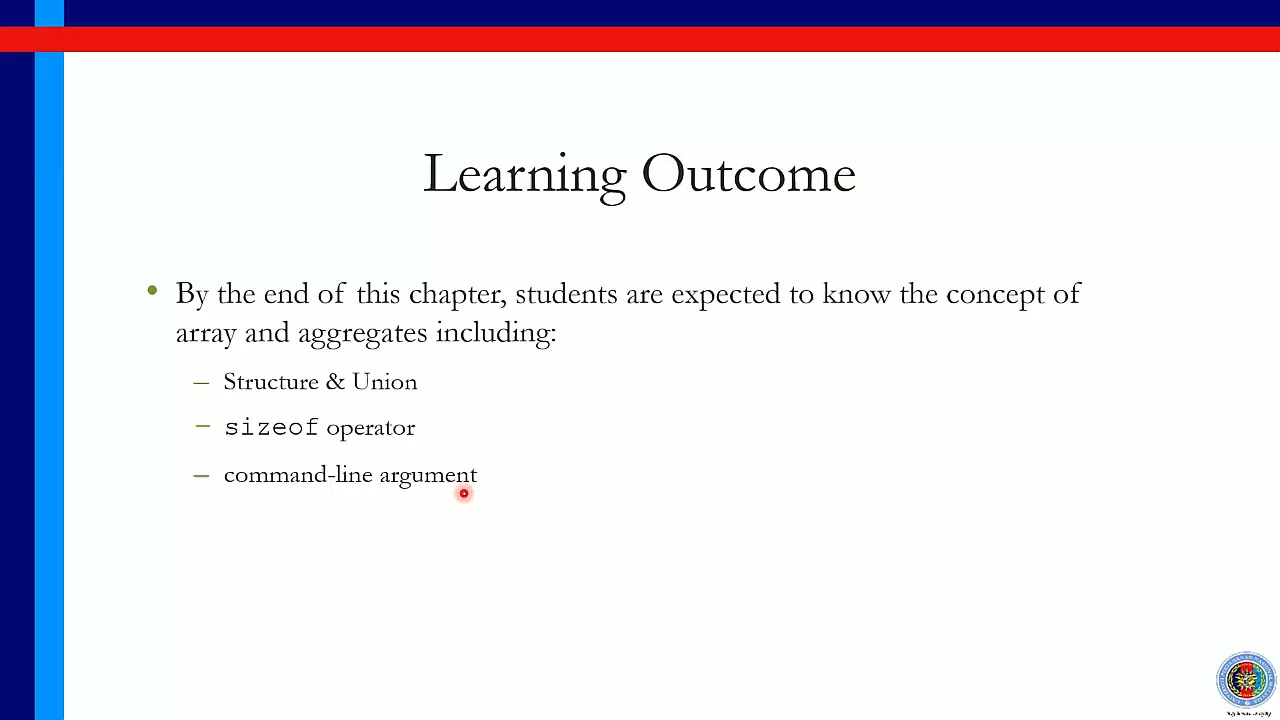 Learning Outcome
• By the end of this chapter, students are expected to know the concept of
array and aggregates including:
– Structure & Union
– sizeof operator
– command-line argument